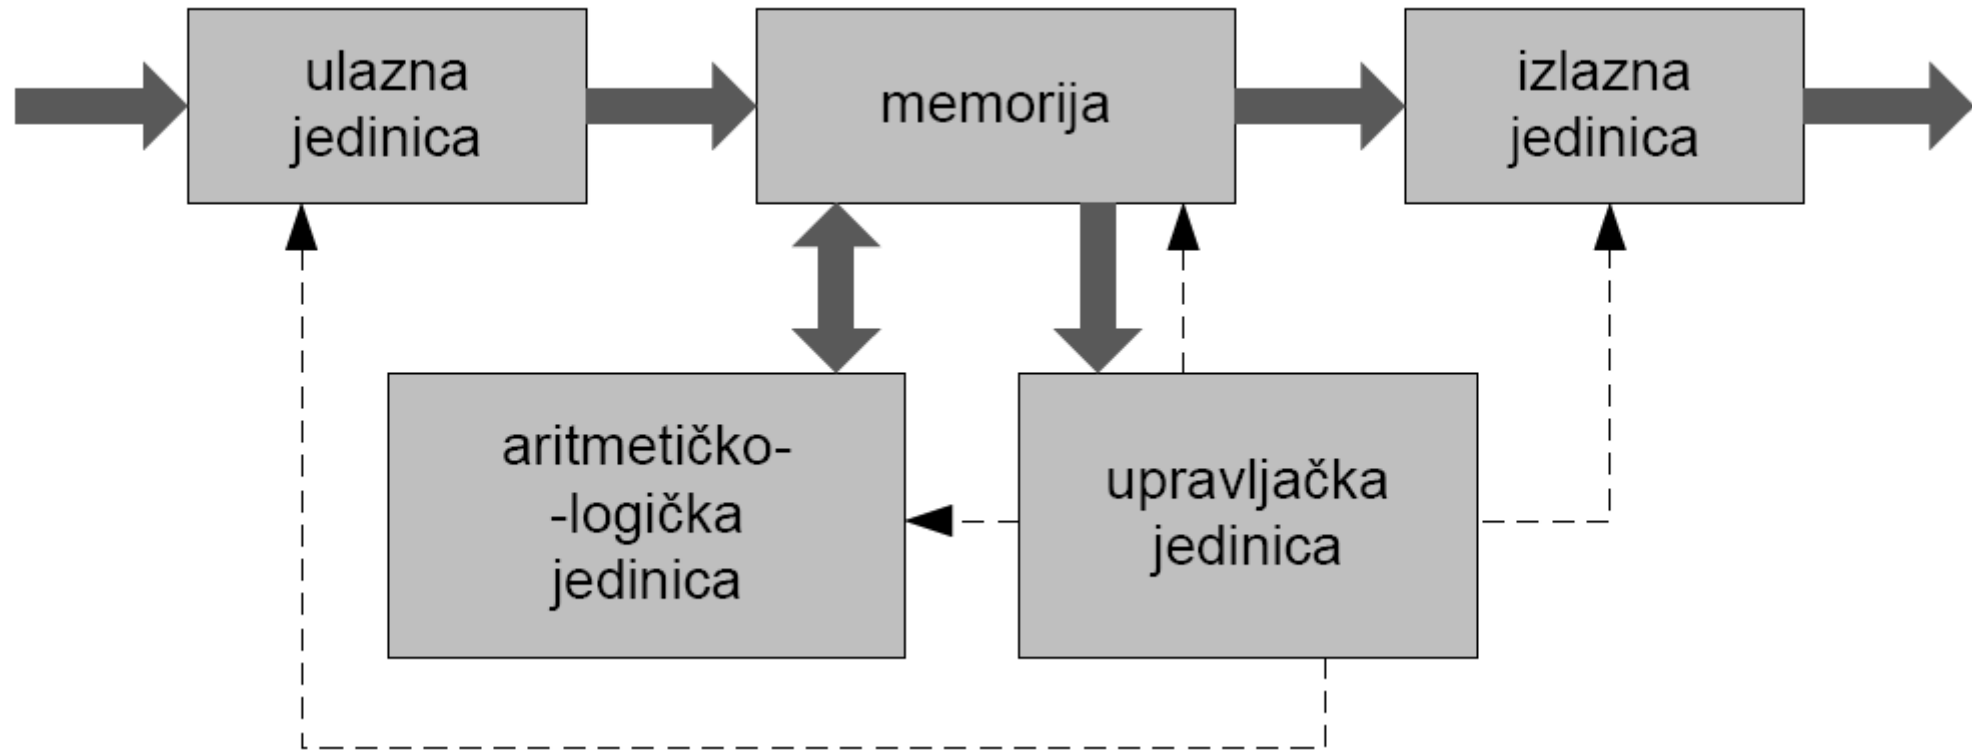 ulazna
jedinica
memorija
izlazna
jedinica
aritmetičko-
-logička
jedinica
upravljačka
jedinica